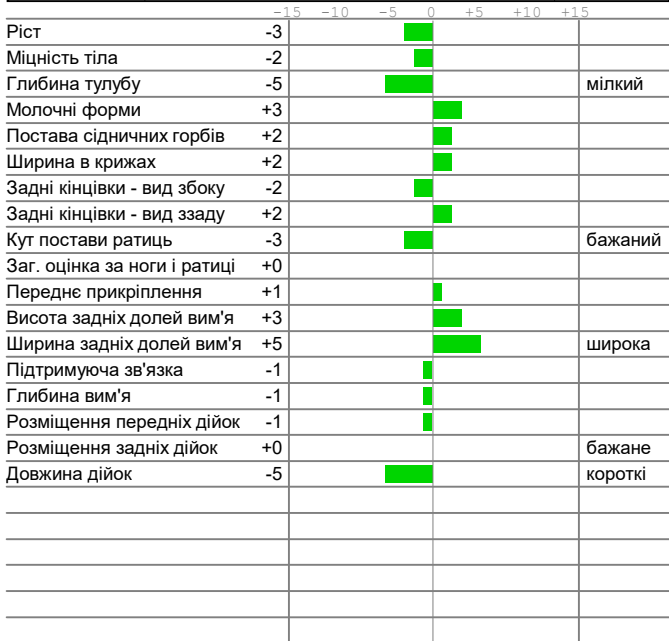 -15 -10 -5 0 +5 +10 +15
Ріст -3
Міцність тіла -2
Глибина тулубу -5 мілкий
Молочні форми +3
Постава сідничних горбів +2
Ширина в крижах +2
Задні кінцівки - вид збоку -2
Задні кінцівки - вид ззаду +2
Кут постави ратиць -3 бажаний
Заг. оцінка за ноги і ратиці +0
Переднє прикріплення +1
Висота задніх долей вим'я +3
Ширина задніх долей вим'я +5 широка
Підтримуюча зв'язка -1
Глибина вим'я -1
Розміщення передніх дійок -1
Розміщення задніх дійок +0 бажане
Довжина дійок -5 короткі